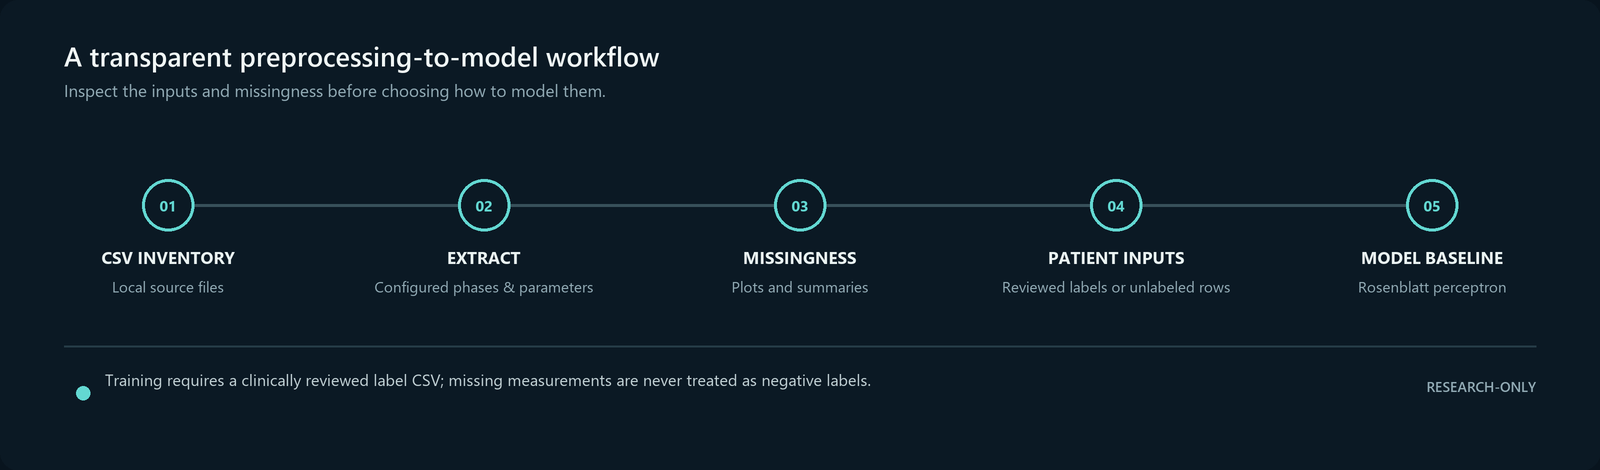 A transparent preprocessing-to-model workflow
Inspect the inputs and missingness before choosing how to model them.
01
02
03
04
05
CSV INVENTORY
EXTRACT
MISSINGNESS
PATIENT INPUTS
MODEL BASELINE
Local source files
Configured phases & parameters
Plots and summaries
Reviewed labels or unlabeled rows
Rosenblatt perceptron
Training requires a clinically reviewed label CSV; missing measurements are never treated as negative labels.
RESEARCH-ONLY